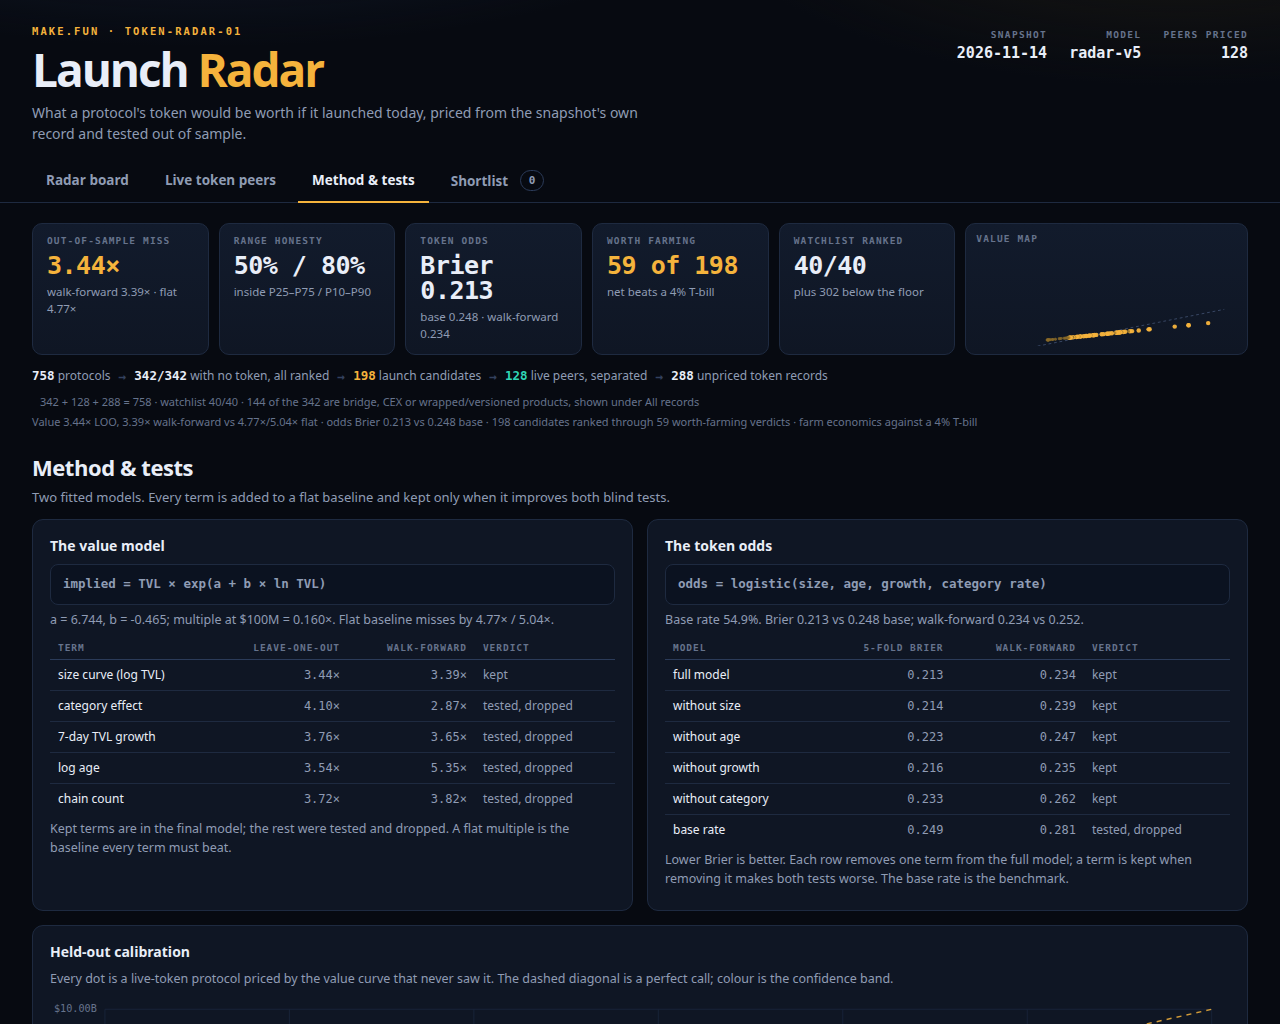 MAKE.FUN · TOKEN-RADAR-01
Launch Radar
What a protocol's token would be worth if it launched today, priced from the snapshot's own
record and tested out of sample.
SNAPSHOT
2026-11-14
MODEL
radar-v5
PEERS PRICED
128
Radar board
Live token peers
Method & tests
Shortlist 0
OUT-OF-SAMPLE MISS
3.44×
walk-forward 3.39× · flat
4.77×
RANGE HONESTY
50% / 80%
inside P25–P75 / P10–P90
TOKEN ODDS
Brier
0.213
base 0.248 · walk-forward
0.234
WORTH FARMING
59 of 198
net beats a 4% T-bill
WATCHLIST RANKED
40/40
plus 302 below the floor
VALUE MAP
758 protocols → 342/342 with no token, all ranked → 198 launch candidates → 128 live peers, separated → 288 unpriced token records
342 + 128 + 288 = 758 · watchlist 40/40 · 144 of the 342 are bridge, CEX or wrapped/versioned products, shown under All records
Value 3.44× LOO, 3.39× walk-forward vs 4.77×/5.04× flat · odds Brier 0.213 vs 0.248 base · 198 candidates ranked through 59 worth-farming verdicts · farm economics against a 4% T-bill
Method & tests
Two fitted models. Every term is added to a flat baseline and kept only when it improves both blind tests.
The value model
implied = TVL × exp(a + b × ln TVL)
a = 6.744, b = -0.465; multiple at $100M = 0.160×. Flat baseline misses by 4.77× / 5.04×.
TERM LEAVE-ONE-OUT WALK-FORWARD VERDICT
size curve (log TVL) 3.44× 3.39× kept
category effect 4.10× 2.87× tested, dropped
7-day TVL growth 3.76× 3.65× tested, dropped
log age 3.54× 5.35× tested, dropped
chain count 3.72× 3.82× tested, dropped
Kept terms are in the final model; the rest were tested and dropped. A flat multiple is the
baseline every term must beat.
The token odds
odds = logistic(size, age, growth, category rate)
Base rate 54.9%. Brier 0.213 vs 0.248 base; walk-forward 0.234 vs 0.252.
MODEL 5-FOLD BRIER WALK-FORWARD VERDICT
full model 0.213 0.234 kept
without size 0.214 0.239 kept
without age 0.223 0.247 kept
without growth 0.216 0.235 kept
without category 0.233 0.262 kept
base rate 0.249 0.281 tested, dropped
Lower Brier is better. Each row removes one term from the full model; a term is kept when
removing it makes both tests worse. The base rate is the benchmark.
Held-out calibration
Every dot is a live-token protocol priced by the value curve that never saw it. The dashed diagonal is a perfect call; colour is the confidence band.
$10.00B